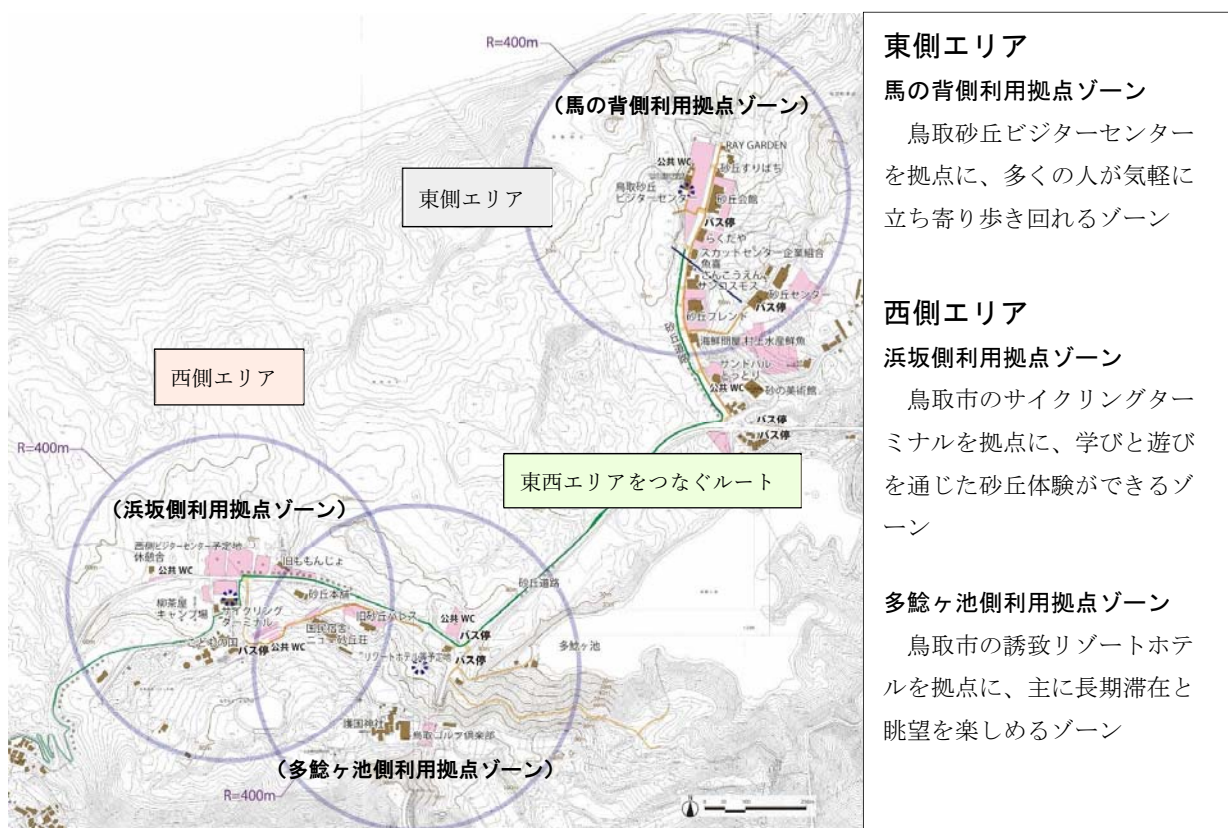 R=400m
（馬の背側利用拠点ゾーン）
RAY GARDEN
公共 WC
砂丘すりばち
鳥取砂丘
ビジターセンター
砂丘会館
東側エリア
バス停
らくだや
スカットセンター企業組合
魚喜
さんこうえん
サンロスモス
砂丘センター
バス停
砂丘フレンド
海鮮問屋 村上水産鮮魚
サンドパル
とっとり
公共 WC
砂の美術館
バス停
バス停
西側エリア
R=400m
東西エリアをつなぐルート
（浜坂側利用拠点ゾーン）
西側ビジターセンター予定地
休憩舎
公共 WC
旧ももんじょ
砂丘道路
柳茶屋
キャンプ場
サイクリング
ターミナル
砂丘本舗
旧砂丘パレス
公共 WC
こどもの国
バス停
公共 WC
国民宿舎
ニュー砂丘荘
バス停
リゾートホテル等予定地
バス停
多鯰ヶ池
護国神社
鳥取ゴルフ倶楽部
（多鯰ヶ池側利用拠点ゾーン）
R=400m
東側エリア
馬の背側利用拠点ゾーン
鳥取砂丘ビジターセンター
を拠点に、多くの人が気軽に
立ち寄り歩き回れるゾーン
西側エリア
浜坂側利用拠点ゾーン
鳥取市のサイクリングター
ミナルを拠点に、学びと遊び
を通じた砂丘体験ができるゾ
ーン
多鯰ヶ池側利用拠点ゾーン
鳥取市の誘致リゾートホテ
ルを拠点に、主に長期滞在と
眺望を楽しめるゾーン